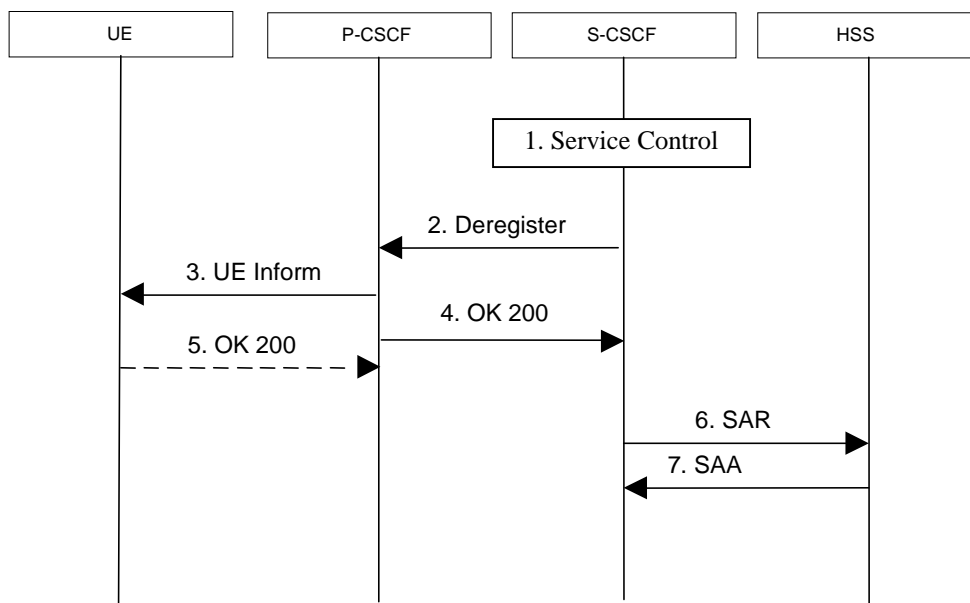 UE
P-CSCF
S-CSCF
HSS
1. Service Control
2. Deregister
3. UE Inform
4. OK 200
5. OK 200
6. SAR
7. SAA